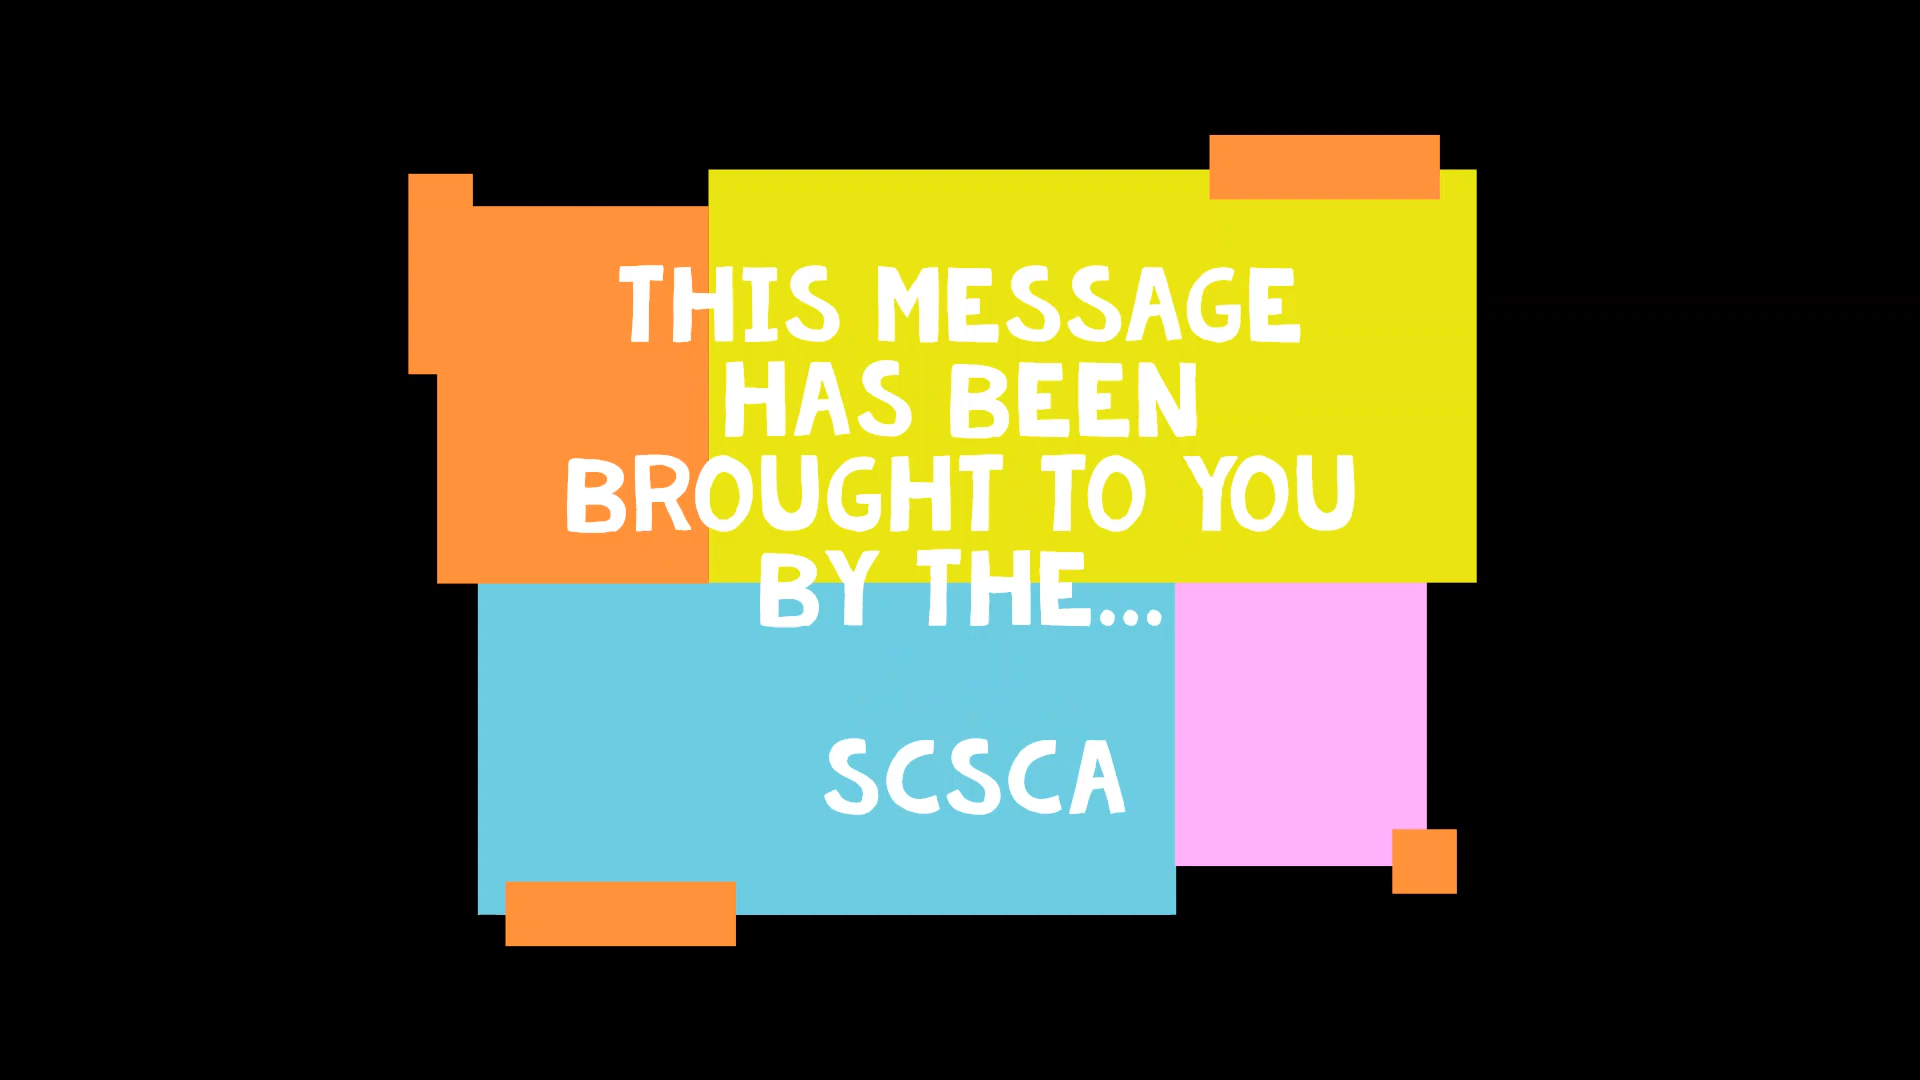 THIS MESSAGE
HAS BEEN
BROUGHT TO YOU
BY THE...
SCSCA